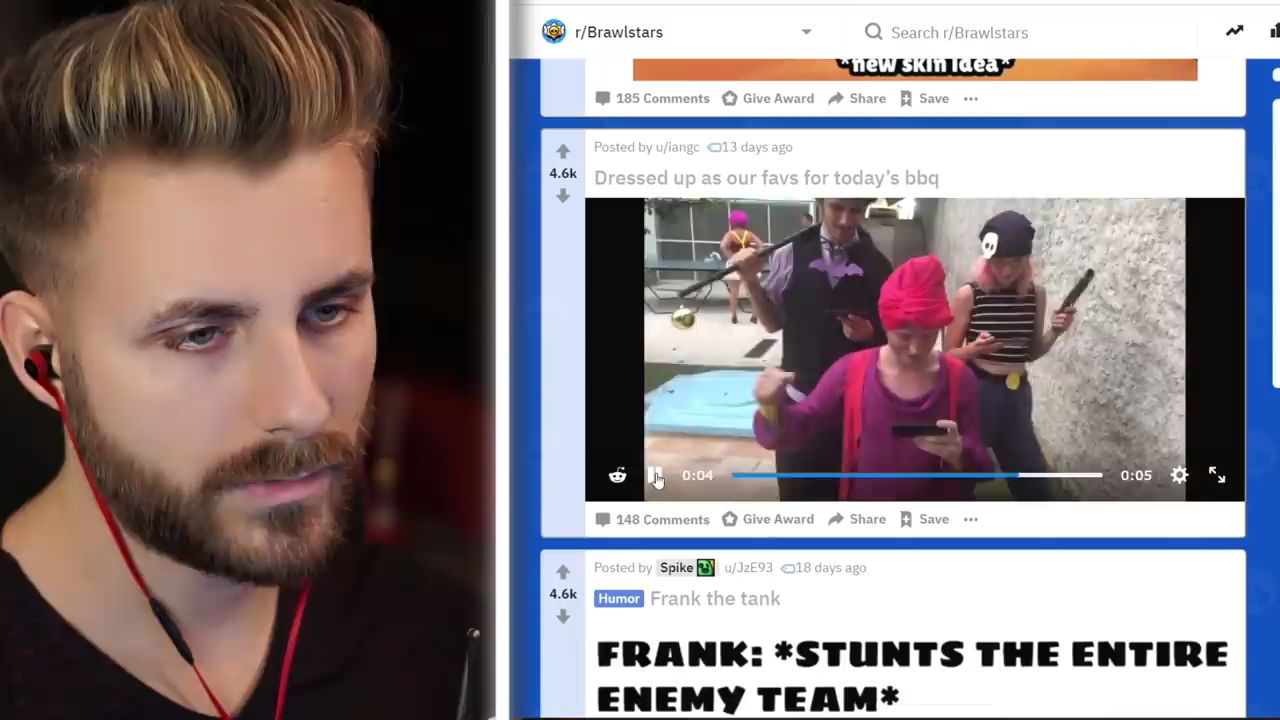 r/Brawlstars
Search r/Brawlstars
*new skin idea*
185 Comments Give Award Share Save
Posted by u/iangc 13 days ago
4.6k
Dressed up as our favs for today's bbq
0:04 0:05
148 Comments Give Award Share Save
Posted by Spike u/JzE93 18 days ago
4.6k
Humor Frank the tank
FRANK: *STUNTS THE ENTIRE
ENEMY TEAM*